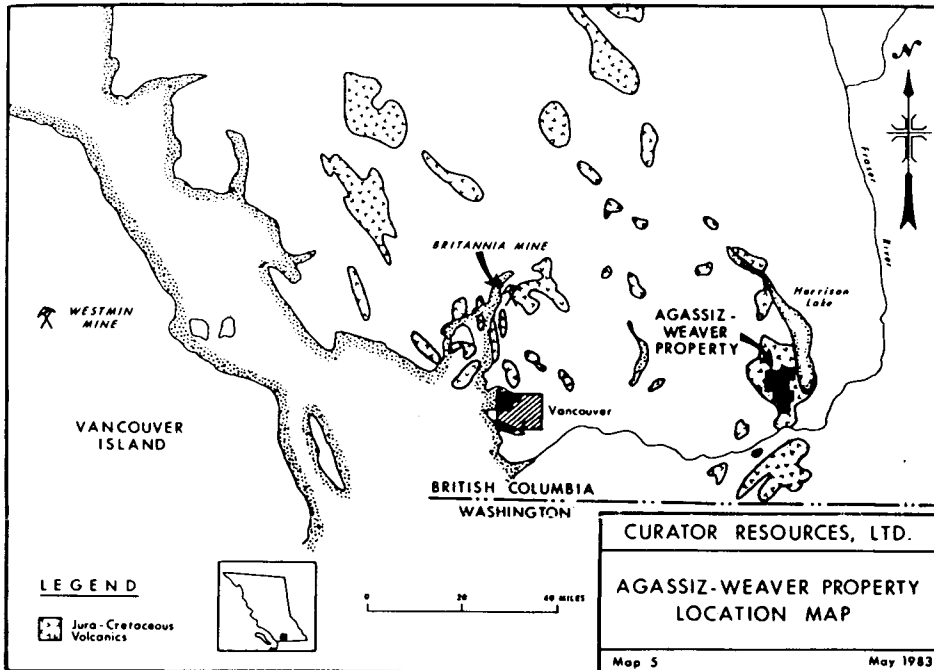 N
Fraser
River
BRITANNIA MINE
Harrison
Lake
WESTMIN
MINE
AGASSIZ-
WEAVER
PROPERTY
Vancouver
VANCOUVER
ISLAND
BRITISH COLUMBIA
WASHINGTON
CURATOR RESOURCES, LTD.
LEGEND
Jura-Cretaceous
Volcanics
0 20 40 MILES
AGASSIZ-WEAVER PROPERTY
LOCATION MAP
Map 5 May 1983